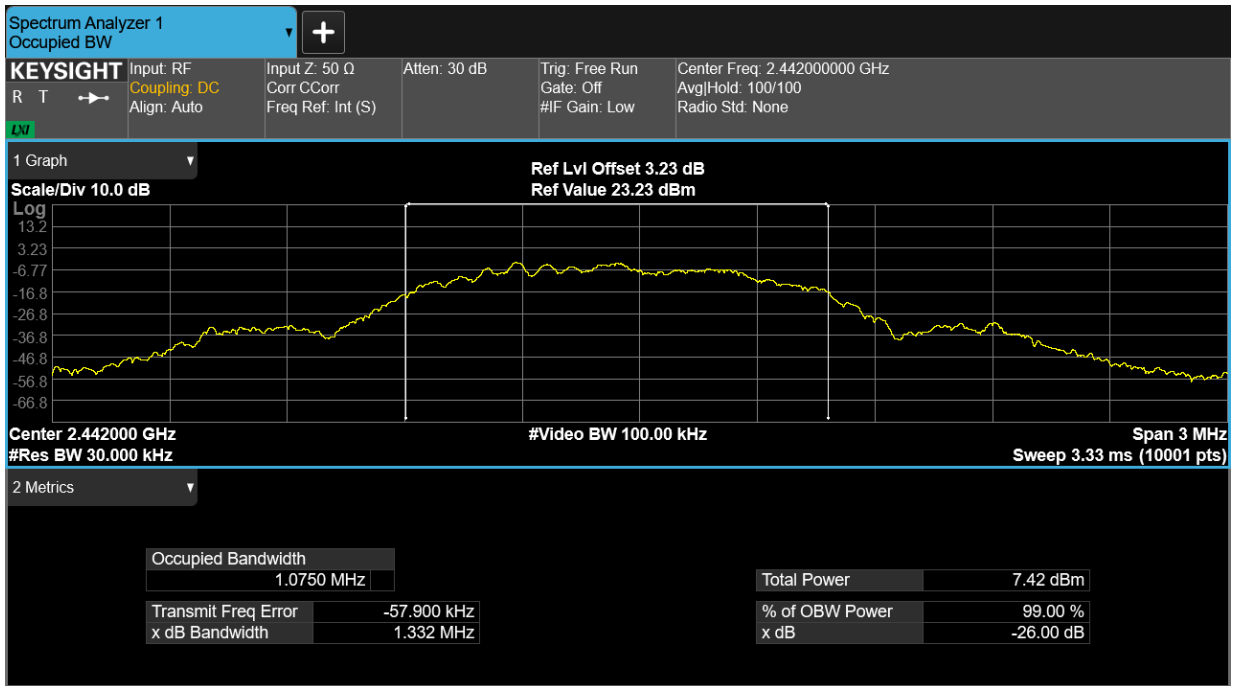 Spectrum Analyzer 1
Occupied BW
KEYSIGHT
R T
LXI
Input: RF
Coupling: DC
Align: Auto
Input Z: 50 Ω
Corr CCorr
Freq Ref: Int (S)
Atten: 30 dB
Trig: Free Run
Gate: Off
#IF Gain: Low
Center Freq: 2.442000000 GHz
Avg|Hold: 100/100
Radio Std: None
1 Graph
Scale/Div 10.0 dB
Ref Lvl Offset 3.23 dB
Ref Value 23.23 dBm
Log
13.2
3.23
-6.77
-16.8
-26.8
-36.8
-46.8
-56.8
-66.8
Center 2.442000 GHz
#Video BW 100.00 kHz
Span 3 MHz
#Res BW 30.000 kHz
Sweep 3.33 ms (10001 pts)
2 Metrics
Occupied Bandwidth
1.0750 MHz
Total Power 7.42 dBm
Transmit Freq Error -57.900 kHz
% of OBW Power 99.00 %
x dB Bandwidth 1.332 MHz
x dB -26.00 dB